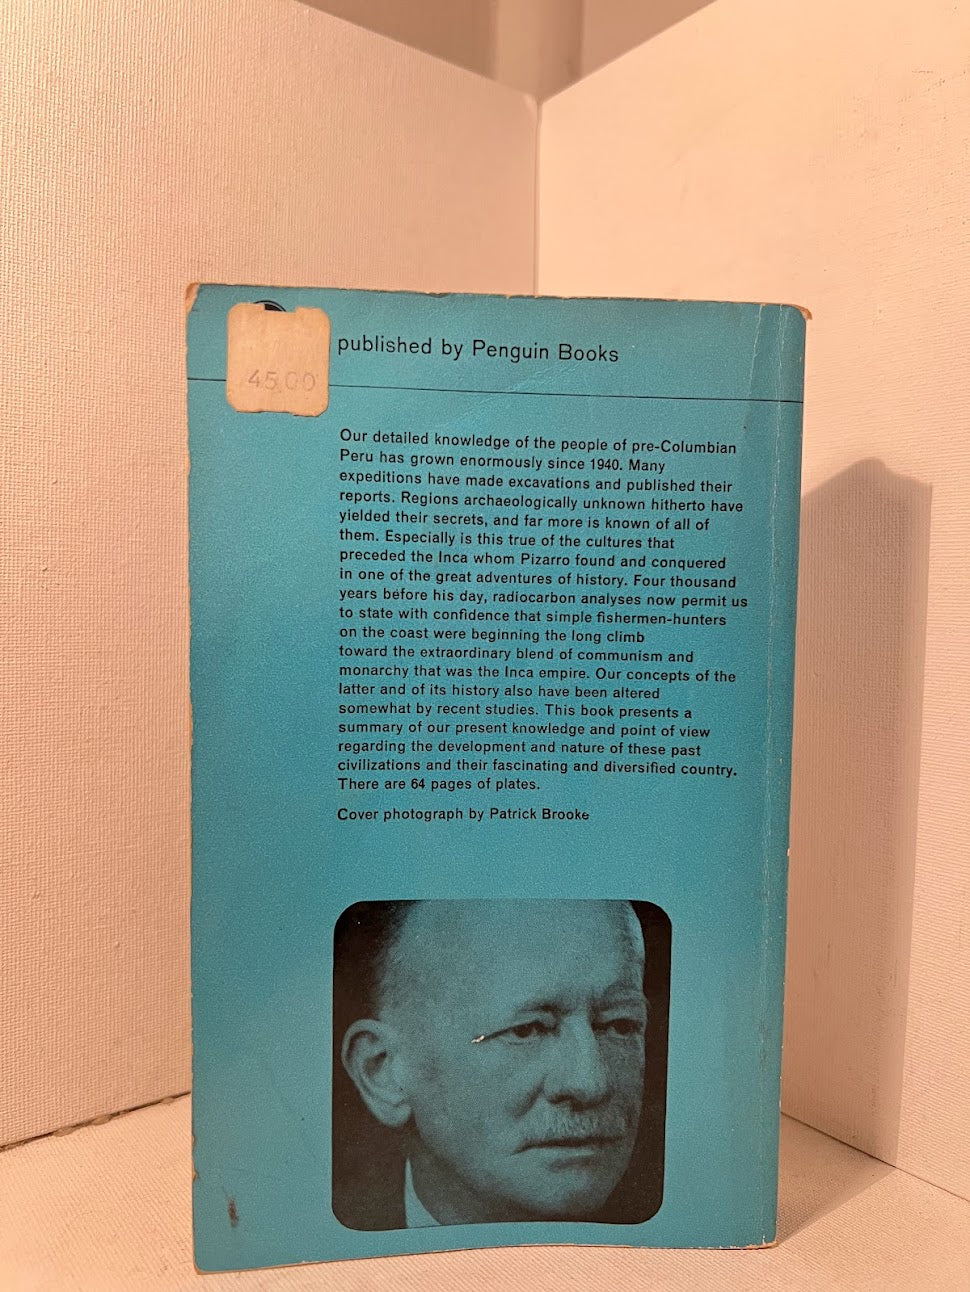 published by Penguin Books
45.00
Our detailed knowledge of the people of pre-Columbian
Peru has grown enormously since 1940. Many
expeditions have made excavations and published their
reports. Regions archaeologically unknown hitherto have
yielded their secrets, and far more is known of all of
them. Especially is this true of the cultures that
preceded the Inca whom Pizarro found and conquered
in one of the great adventures of history. Four thousand
years before his day, radiocarbon analyses now permit us
to state with confidence that simple fishermen-hunters
on the coast were beginning the long climb
toward the extraordinary blend of communism and
monarchy that was the Inca empire. Our concepts of the
latter and of its history also have been altered
somewhat by recent studies. This book presents a
summary of our present knowledge and point of view
regarding the development and nature of these past
civilizations and their fascinating and diversified country.
There are 64 pages of plates.
Cover photograph by Patrick Brooke